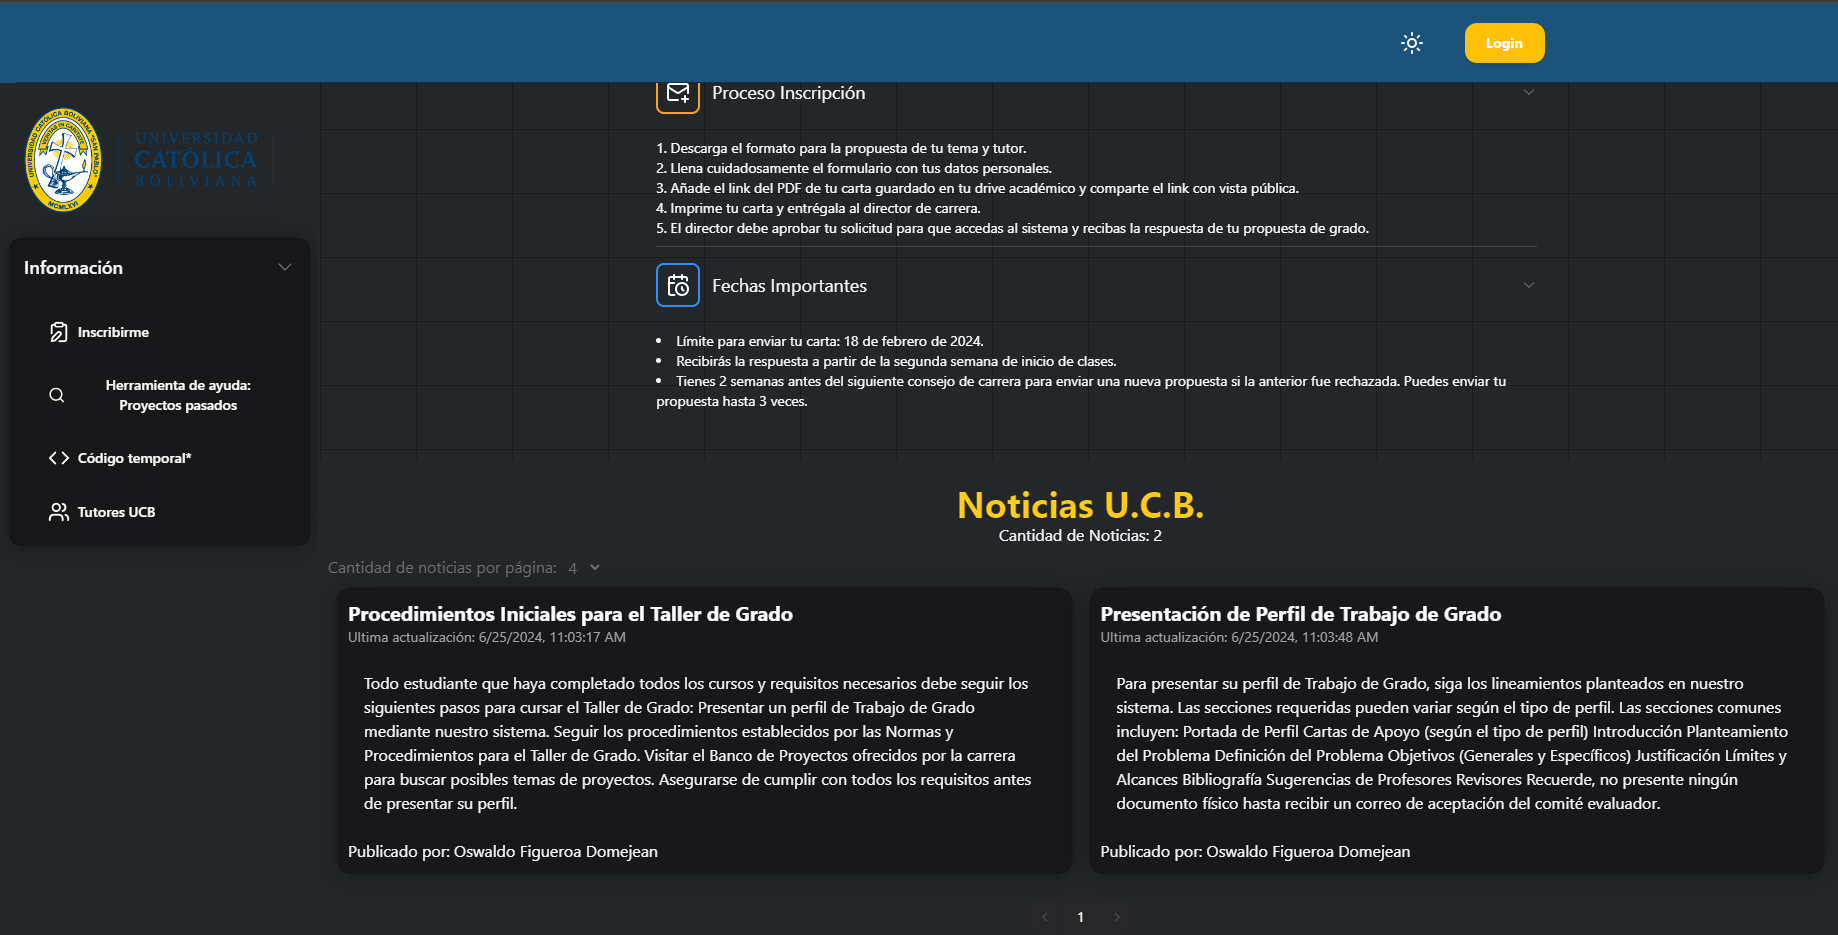 Login
UNIVERSIDAD CATÓLICA BOLIVIANA "SAN PABLO"
MCMLXVI
UNIVERSIDAD
CATÓLICA
BOLIVIANA
Información
Inscribirme
Herramienta de ayuda:
Proyectos pasados
Código temporal*
Tutores UCB
Proceso Inscripción
1. Descarga el formato para la propuesta de tu tema y tutor.
2. Llena cuidadosamente el formulario con tus datos personales.
3. Añade el link del PDF de tu carta guardado en tu drive académico y comparte el link con vista pública.
4. Imprime tu carta y entrégala al director de carrera.
5. El director debe aprobar tu solicitud para que accedas al sistema y recibas la respuesta de tu propuesta de grado.
Fechas Importantes
• Límite para enviar tu carta: 18 de febrero de 2024.
• Recibirás la respuesta a partir de la segunda semana de inicio de clases.
• Tienes 2 semanas antes del siguiente consejo de carrera para enviar una nueva propuesta si la anterior fue rechazada. Puedes enviar tu
propuesta hasta 3 veces.
Noticias U.C.B.
Cantidad de Noticias: 2
Cantidad de noticias por página: 4
Procedimientos Iniciales para el Taller de Grado
Ultima actualización: 6/25/2024, 11:03:17 AM
Todo estudiante que haya completado todos los cursos y requisitos necesarios debe seguir los
siguientes pasos para cursar el Taller de Grado: Presentar un perfil de Trabajo de Grado
mediante nuestro sistema. Seguir los procedimientos establecidos por las Normas y
Procedimientos para el Taller de Grado. Visitar el Banco de Proyectos ofrecidos por la carrera
para buscar posibles temas de proyectos. Asegurarse de cumplir con todos los requisitos antes
de presentar su perfil.
Publicado por: Oswaldo Figueroa Domejean
Presentación de Perfil de Trabajo de Grado
Ultima actualización: 6/25/2024, 11:03:48 AM
Para presentar su perfil de Trabajo de Grado, siga los lineamientos planteados en nuestro
sistema. Las secciones requeridas pueden variar según el tipo de perfil. Las secciones comunes
incluyen: Portada de Perfil Cartas de Apoyo (según el tipo de perfil) Introducción Planteamiento
del Problema Definición del Problema Objetivos (Generales y Específicos) Justificación Límites y
Alcances Bibliografía Sugerencias de Profesores Revisores Recuerde, no presente ningún
documento físico hasta recibir un correo de aceptación del comité evaluador.
Publicado por: Oswaldo Figueroa Domejean
1